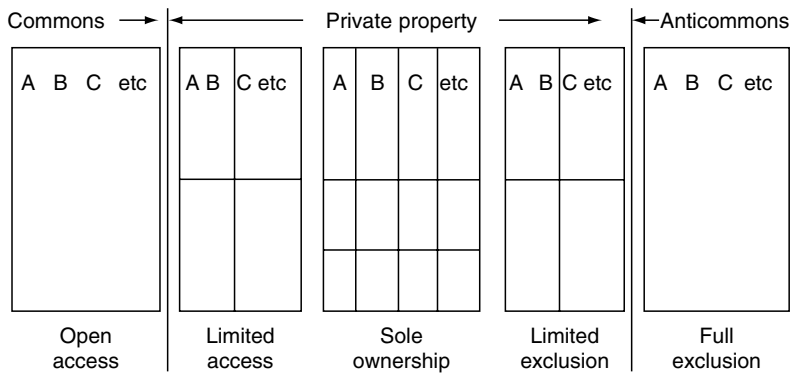 Commons Private property Anticommons
A B C etc A B C etc A B C etc A B C etc A B C etc
Open access
Limited access
Sole ownership
Limited exclusion
Full exclusion